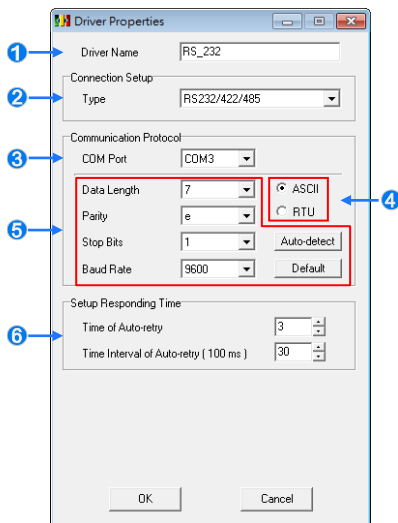 Driver Properties
1 Driver Name RS_232
Connection Setup
2 Type RS232/422/485
Communication Protocol
3 COM Port COM3
Data Length 7 ASCII 4
Parity e RTU
5 Stop Bits 1 Auto-detect
Baud Rate 9600 Default
Setup Responding Time
Time of Auto-retry 3
6 Time Interval of Auto-retry ( 100 ms ) 30
OK Cancel